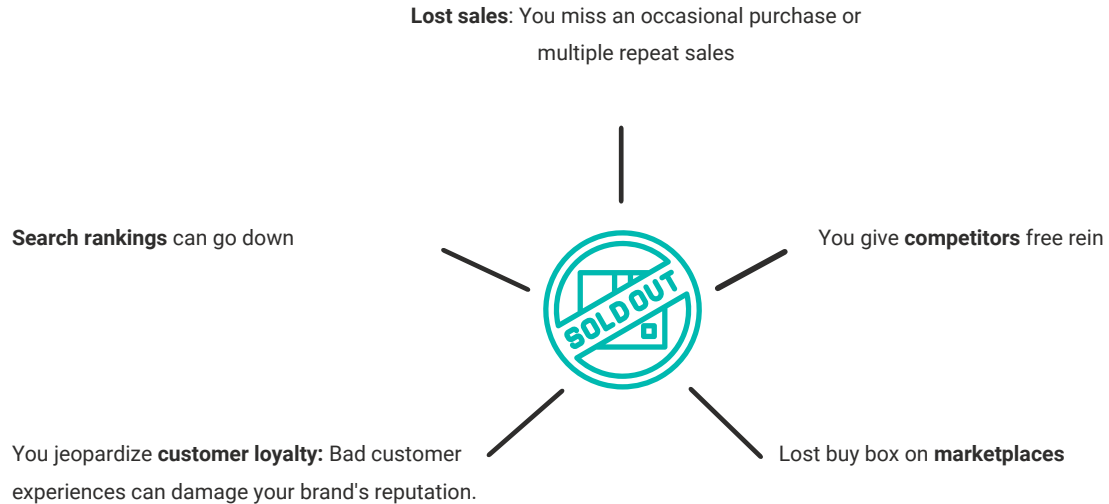 Lost sales: You miss an occasional purchase or
multiple repeat sales
Search rankings can go down
You give competitors free rein
SOLD OUT
You jeopardize customer loyalty: Bad customer
experiences can damage your brand's reputation.
Lost buy box on marketplaces